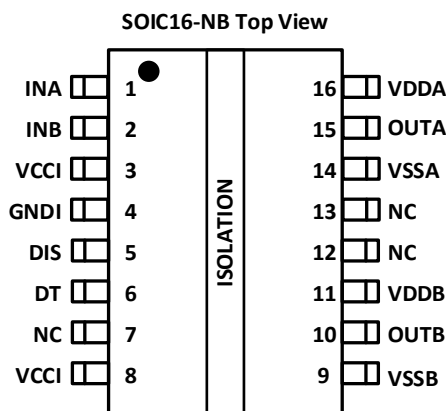 SOIC16-NB Top View
INA 1 16 VDDA
INB 2 15 OUTA
VCCI 3 14 VSSA
GNDI 4 13 NC
DIS 5 12 NC
DT 6 11 VDDB
NC 7 10 OUTB
VCCI 8 9 VSSB
ISOLATION